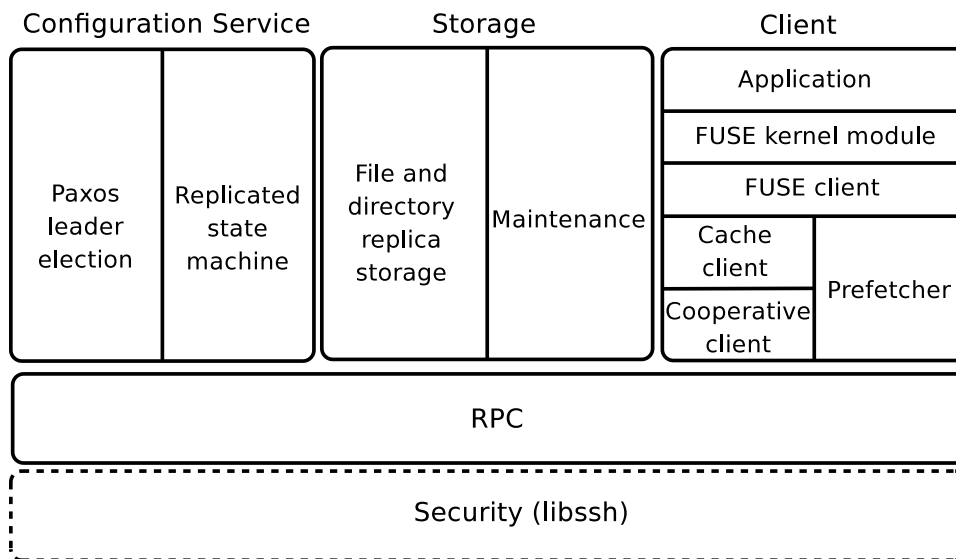 Configuration Service
Storage
Client
Paxos
leader
election
Replicated
state
machine
File and
directory
replica
storage
Maintenance
Application
FUSE kernel module
FUSE client
Cache
client
Cooperative
client
Prefetcher
RPC
Security (libssh)